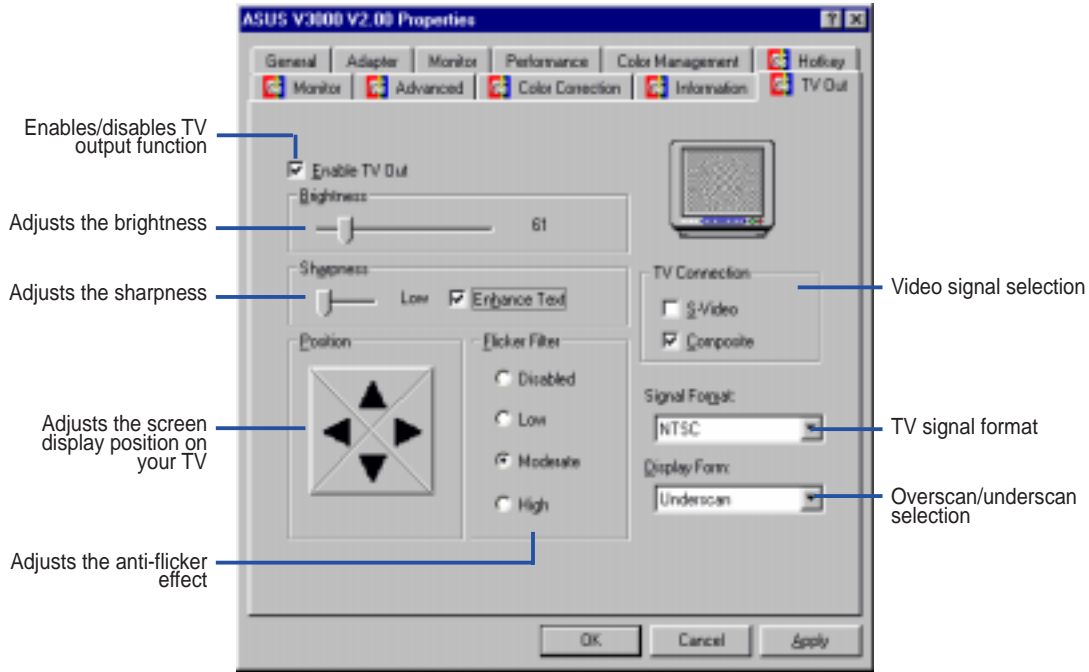 ASUS V3000 V2.00 Properties
General Adapter Monitor Performance Color Management Hotkey
Monitor Advanced Color Correction Information TV Out
Enables/disables TV
output function
Enable TV Out
Brightness
Adjusts the brightness
61
Sharpness
Adjusts the sharpness
Low Enhance Text
TV Connection
Video signal selection
S-Video
Composite
Position
Flicker Filter
Disabled
Low
Moderate
High
Adjusts the screen
display position on
your TV
Signal Format:
NTSC
TV signal format
Display Form:
Underscan
Overscan/underscan
selection
Adjusts the anti-flicker
effect
OK Cancel Apply